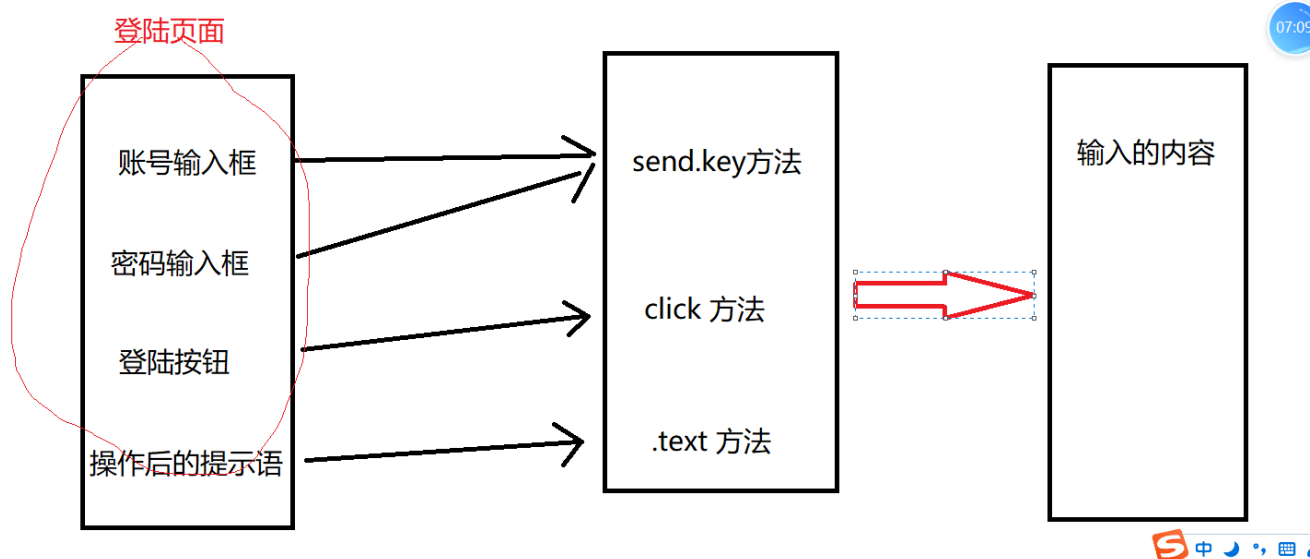 登陆页面
07:09
账号输入框
密码输入框
登陆按钮
操作后的提示语
send.key方法
click 方法
.text 方法
输入的内容
S
中